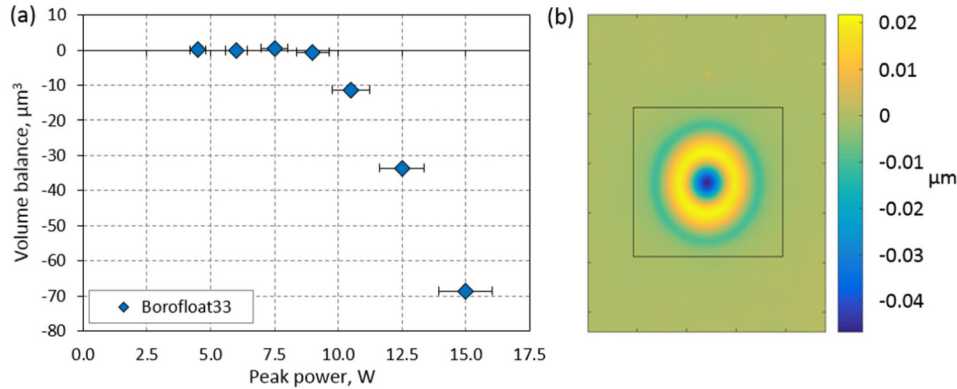 (a)
10
0
-10
-20
-30
-40
-50
-60
-70
-80
Volume balance, μm³
Borofloat33
0.0 2.5 5.0 7.5 10.0 12.5 15.0 17.5
Peak power, W
(b)
0.02
0.01
0
-0.01
-0.02
-0.03
-0.04
μm